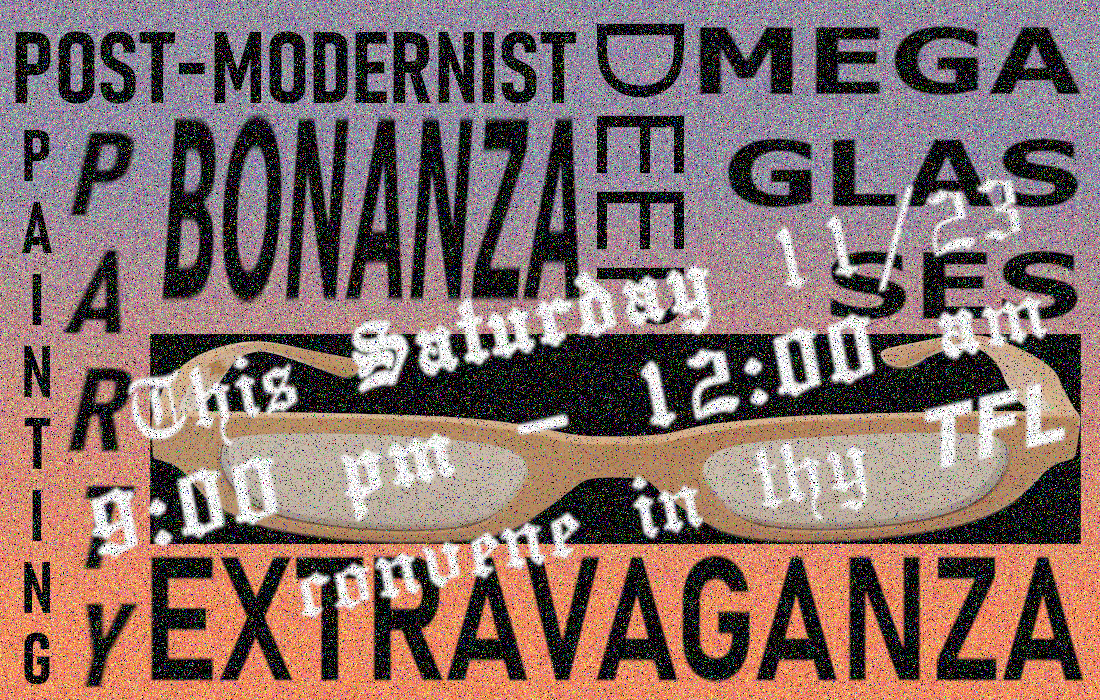 POST-MODERNIST
DEEP
OMEGA
GLAS
SES
PAINTING
PARTY
BONANZA
This Saturday 11/23
9:00 pm – 12:00 am
convene in thy TFL
EXTRAVAGANZA